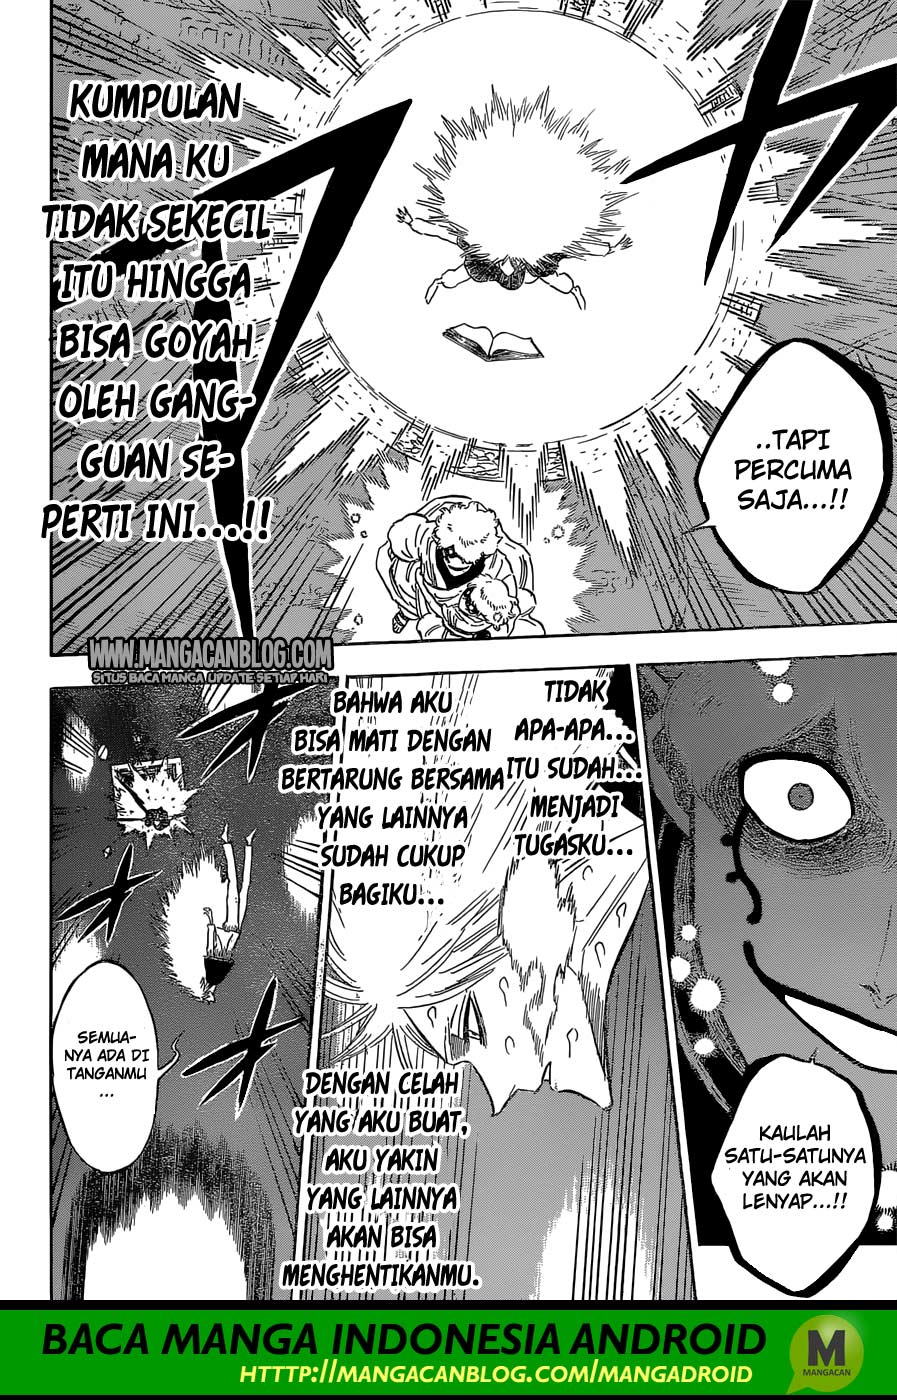 ..TAPI
PERCUMA
SAJA...!!
KUMPULAN
MANA KU
TIDAK SEKECIL
ITU HINGGA
BISA GOYAH
OLEH GANG-
GUAN SE-
PERTI INI...!!
WWW.MANGACANBLOG.COM
SITUS BACA MANGA UPDATE SETIAP HARI
KAULAH
SATU-SATUNYA
YANG AKAN
LENYAP...!!
TIDAK
APA-APA...
ITU SUDAH...
MENJADI
TUGASKU...
BAHWA AKU
BISA MATI DENGAN
BERTARUNG BERSAMA
YANG LAINNYA
SUDAH CUKUP
BAGIKU...
DENGAN CELAH
YANG AKU BUAT,
AKU YAKIN
YANG LAINNYA
AKAN BISA
MENGHENTIKANMU.
SEMUA-
NYA ADA DI
TANGANMU
...
BACA MANGA INDONESIA ANDROID
HTTTP://MANGACANBLOG.COM/MANGADROID
M
MANGACAN